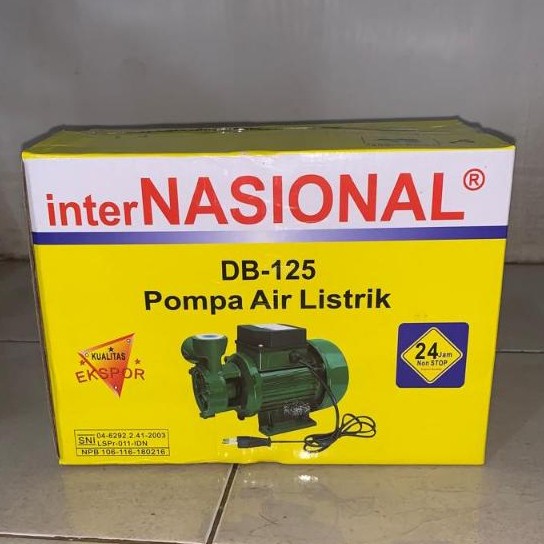 interNASIONAL®
DB-125
Pompa Air Listrik
KUALITAS
EKSPOR
24 Jam
Non STOP
SNI 04-6292.2.41-2003
LSPr-011-IDN
NPB 106-116-180216